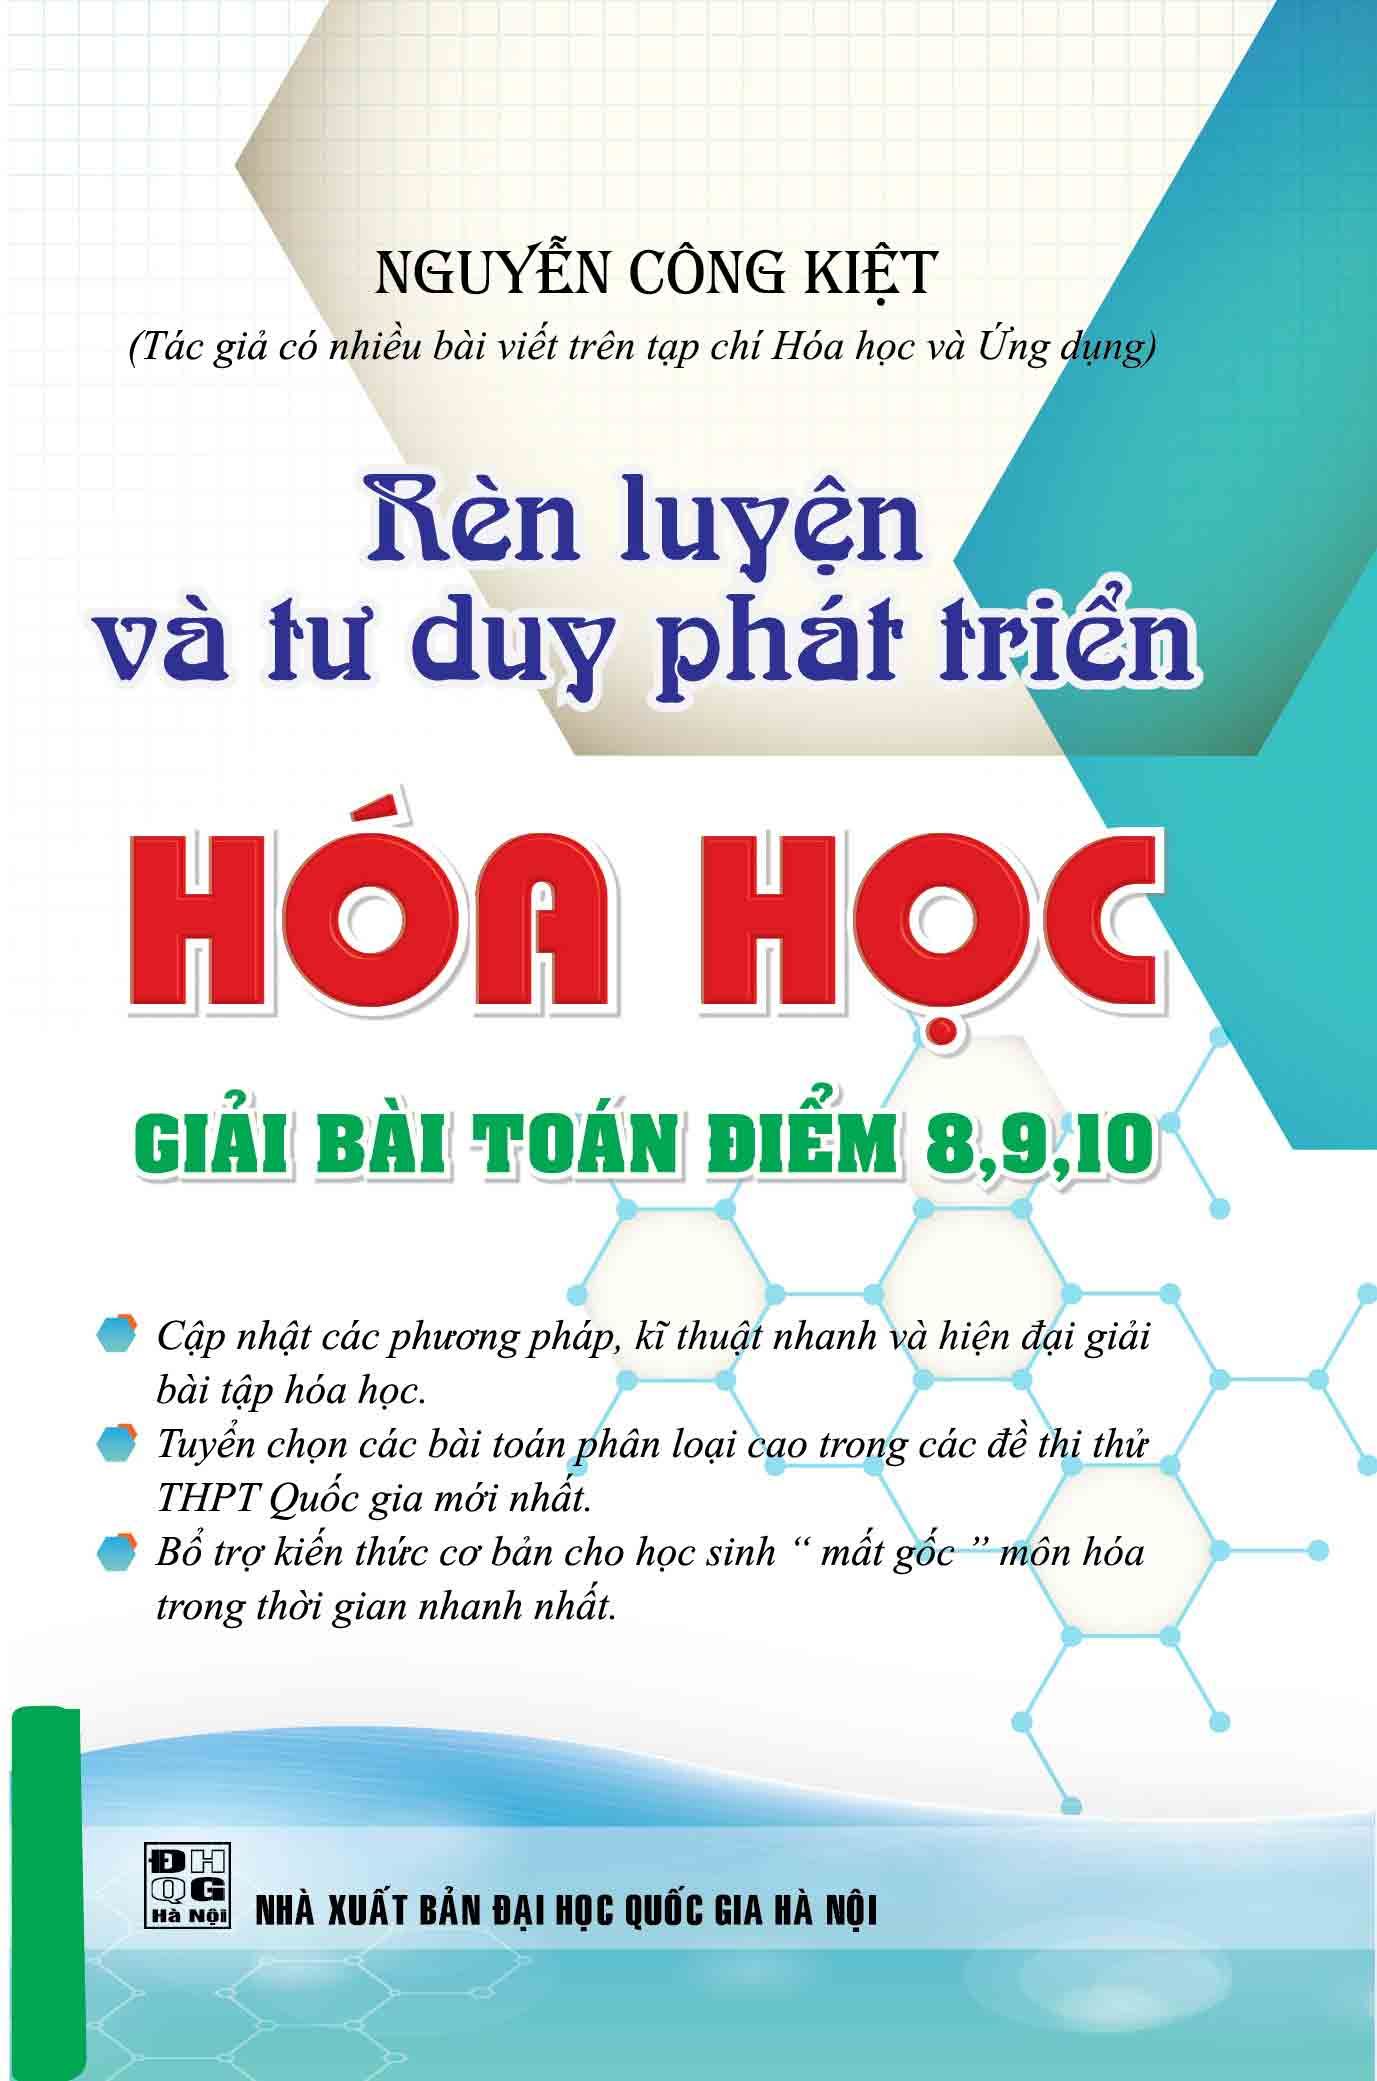 NGUYỄN CÔNG KIỆT
(Tác giả có nhiều bài viết trên tạp chí Hóa học và Ứng dụng)
Rèn luyện
và tư duy phát triển
HÓA HỌC
GIẢI BÀI TOÁN ĐIỂM 8,9,10
Cập nhật các phương pháp, kĩ thuật nhanh và hiện đại giải
bài tập hóa học.
Tuyển chọn các bài toán phân loại cao trong các đề thi thử
THPT Quốc gia mới nhất.
Bổ trợ kiến thức cơ bản cho học sinh “ mất gốc ” môn hóa
trong thời gian nhanh nhất.
ĐH
QG
Hà Nội
NHÀ XUẤT BẢN ĐẠI HỌC QUỐC GIA HÀ NỘI